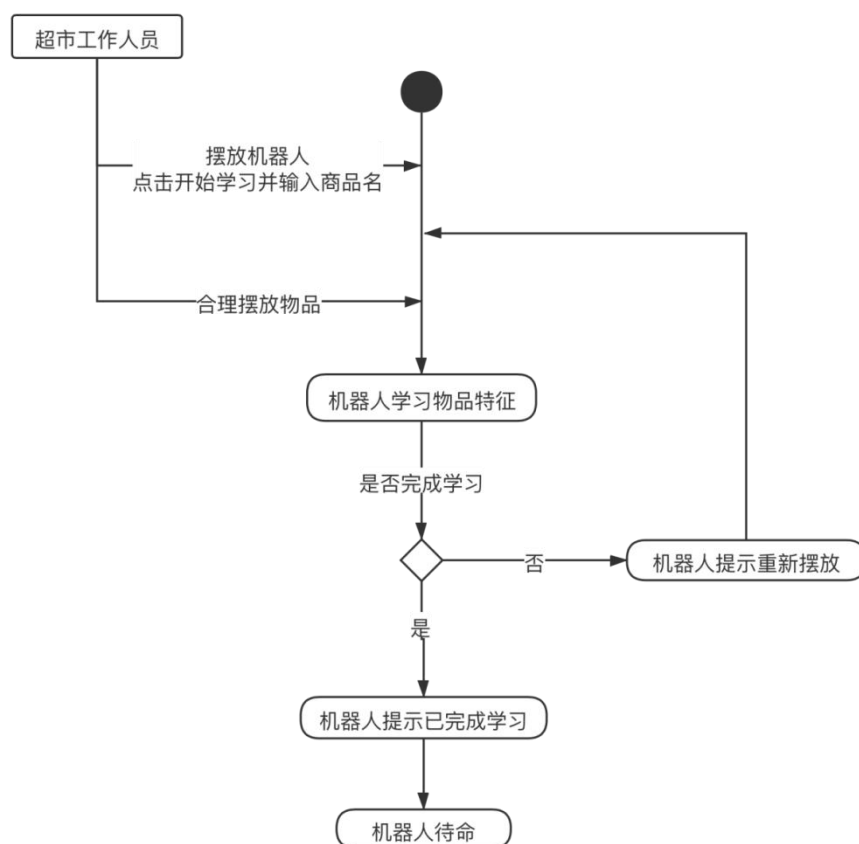 超市工作人员
摆放机器人
点击开始学习并输入商品名
合理摆放物品
机器人学习物品特征
是否完成学习
否
机器人提示重新摆放
是
机器人提示已完成学习
机器人待命